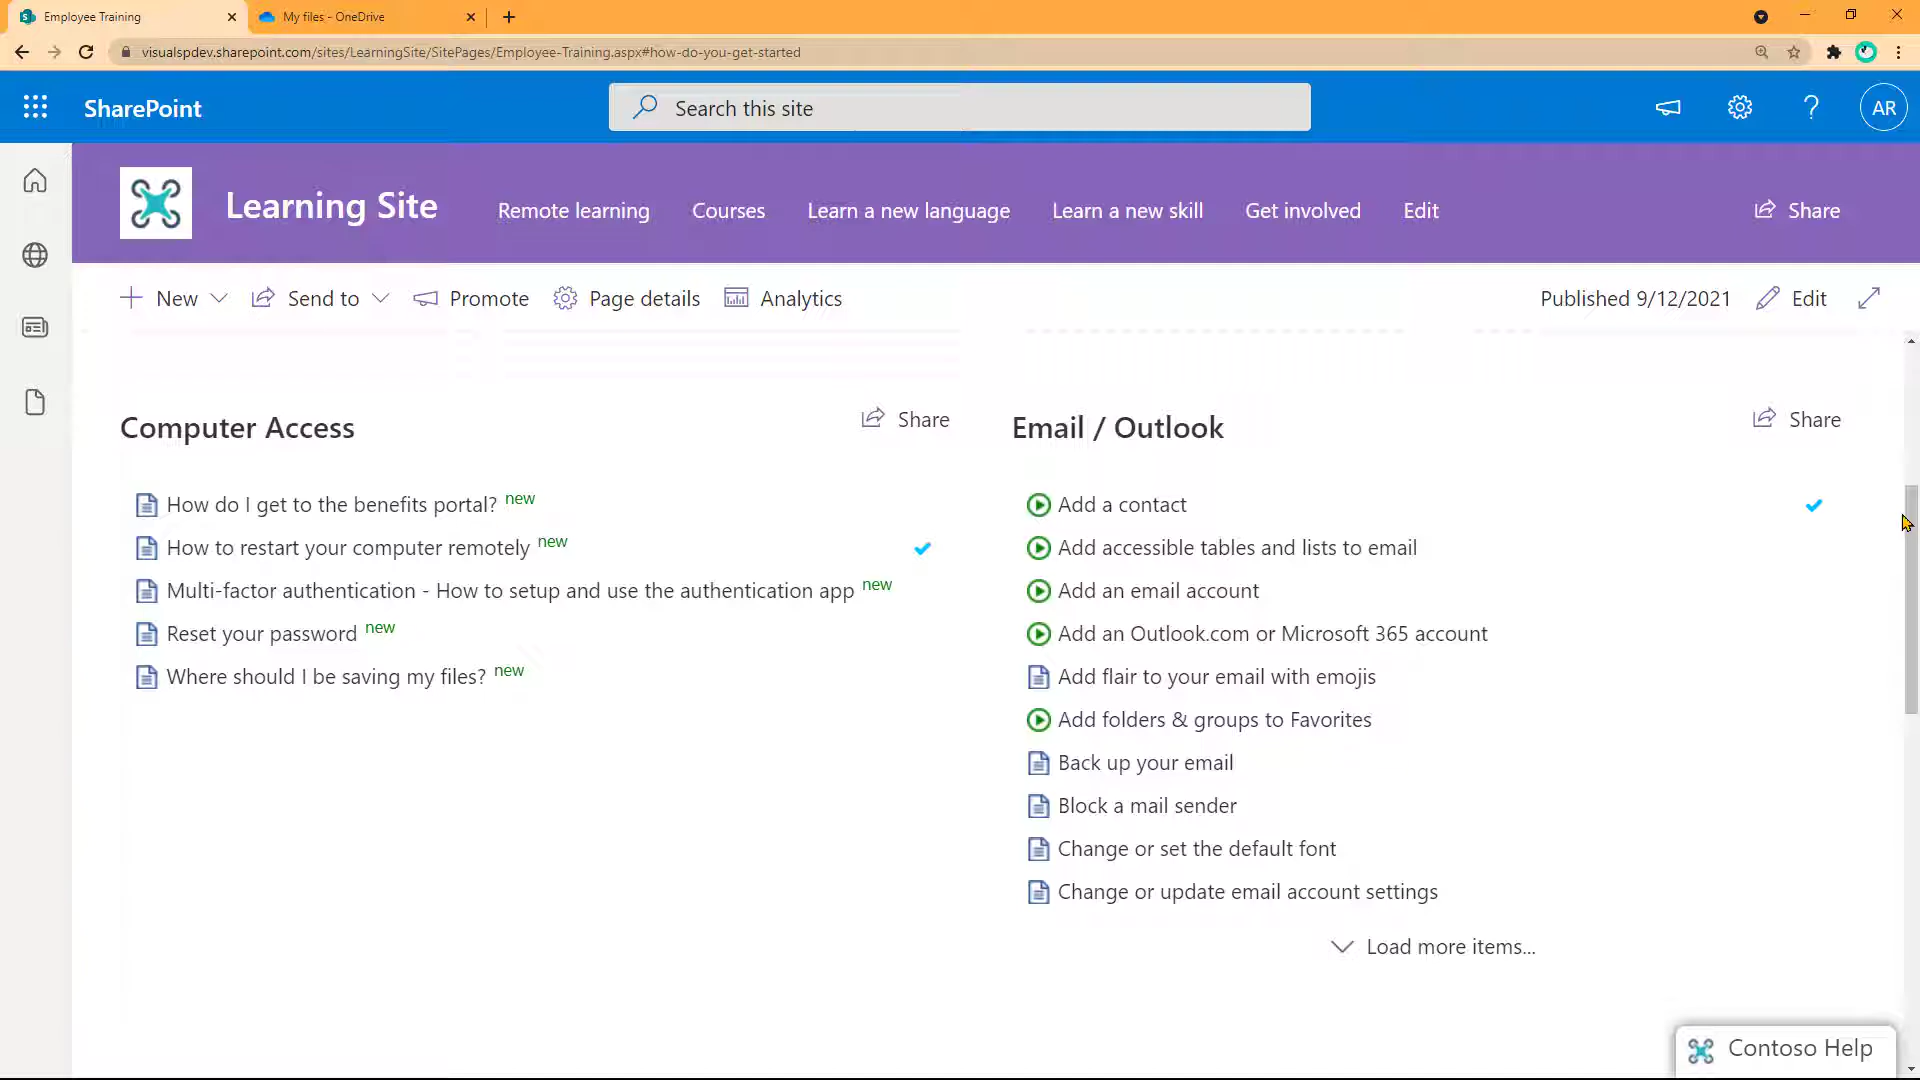 Employee Training
My files - OneDrive
visualspdev.sharepoint.com/sites/LearningSite/SitePages/Employee-Training.aspx#how-do-you-get-started
SharePoint
Search this site
AR
Learning Site
Remote learning
Courses
Learn a new language
Learn a new skill
Get involved
Edit
Share
New
Send to
Promote
Page details
Analytics
Published 9/12/2021
Edit
Computer Access
Share
How do I get to the benefits portal? new
How to restart your computer remotely new
Multi-factor authentication - How to setup and use the authentication app new
Reset your password new
Where should I be saving my files? new
Email / Outlook
Share
Add a contact
Add accessible tables and lists to email
Add an email account
Add an Outlook.com or Microsoft 365 account
Add flair to your email with emojis
Add folders & groups to Favorites
Back up your email
Block a mail sender
Change or set the default font
Change or update email account settings
Load more items...
Contoso Help